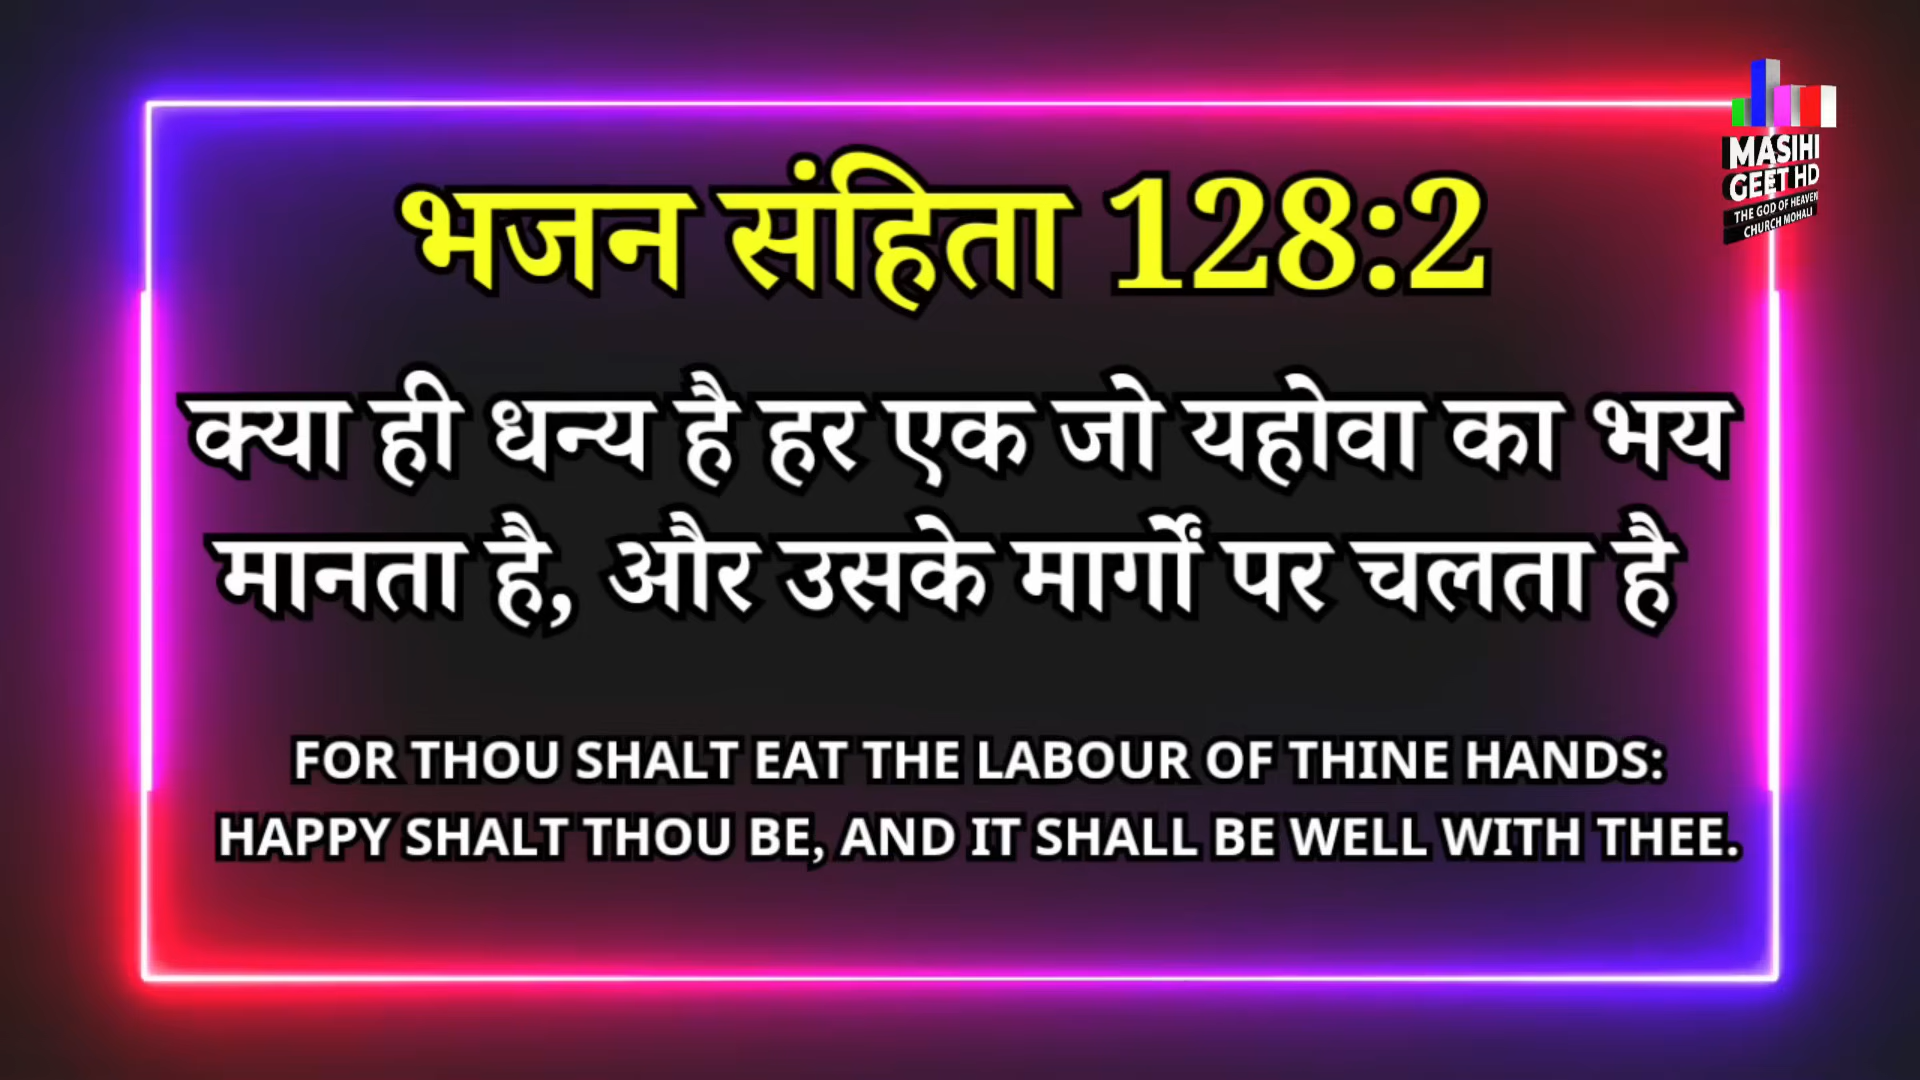 भजन संहिता 128:2
क्या ही धन्य है हर एक जो यहोवा का भय
मानता है, और उसके मार्गों पर चलता है
FOR THOU SHALT EAT THE LABOUR OF THINE HANDS:
HAPPY SHALT THOU BE, AND IT SHALL BE WELL WITH THEE.
MASIHI
GEET HD
THE GOD OF HEAVEN
CHURCH MOHALI